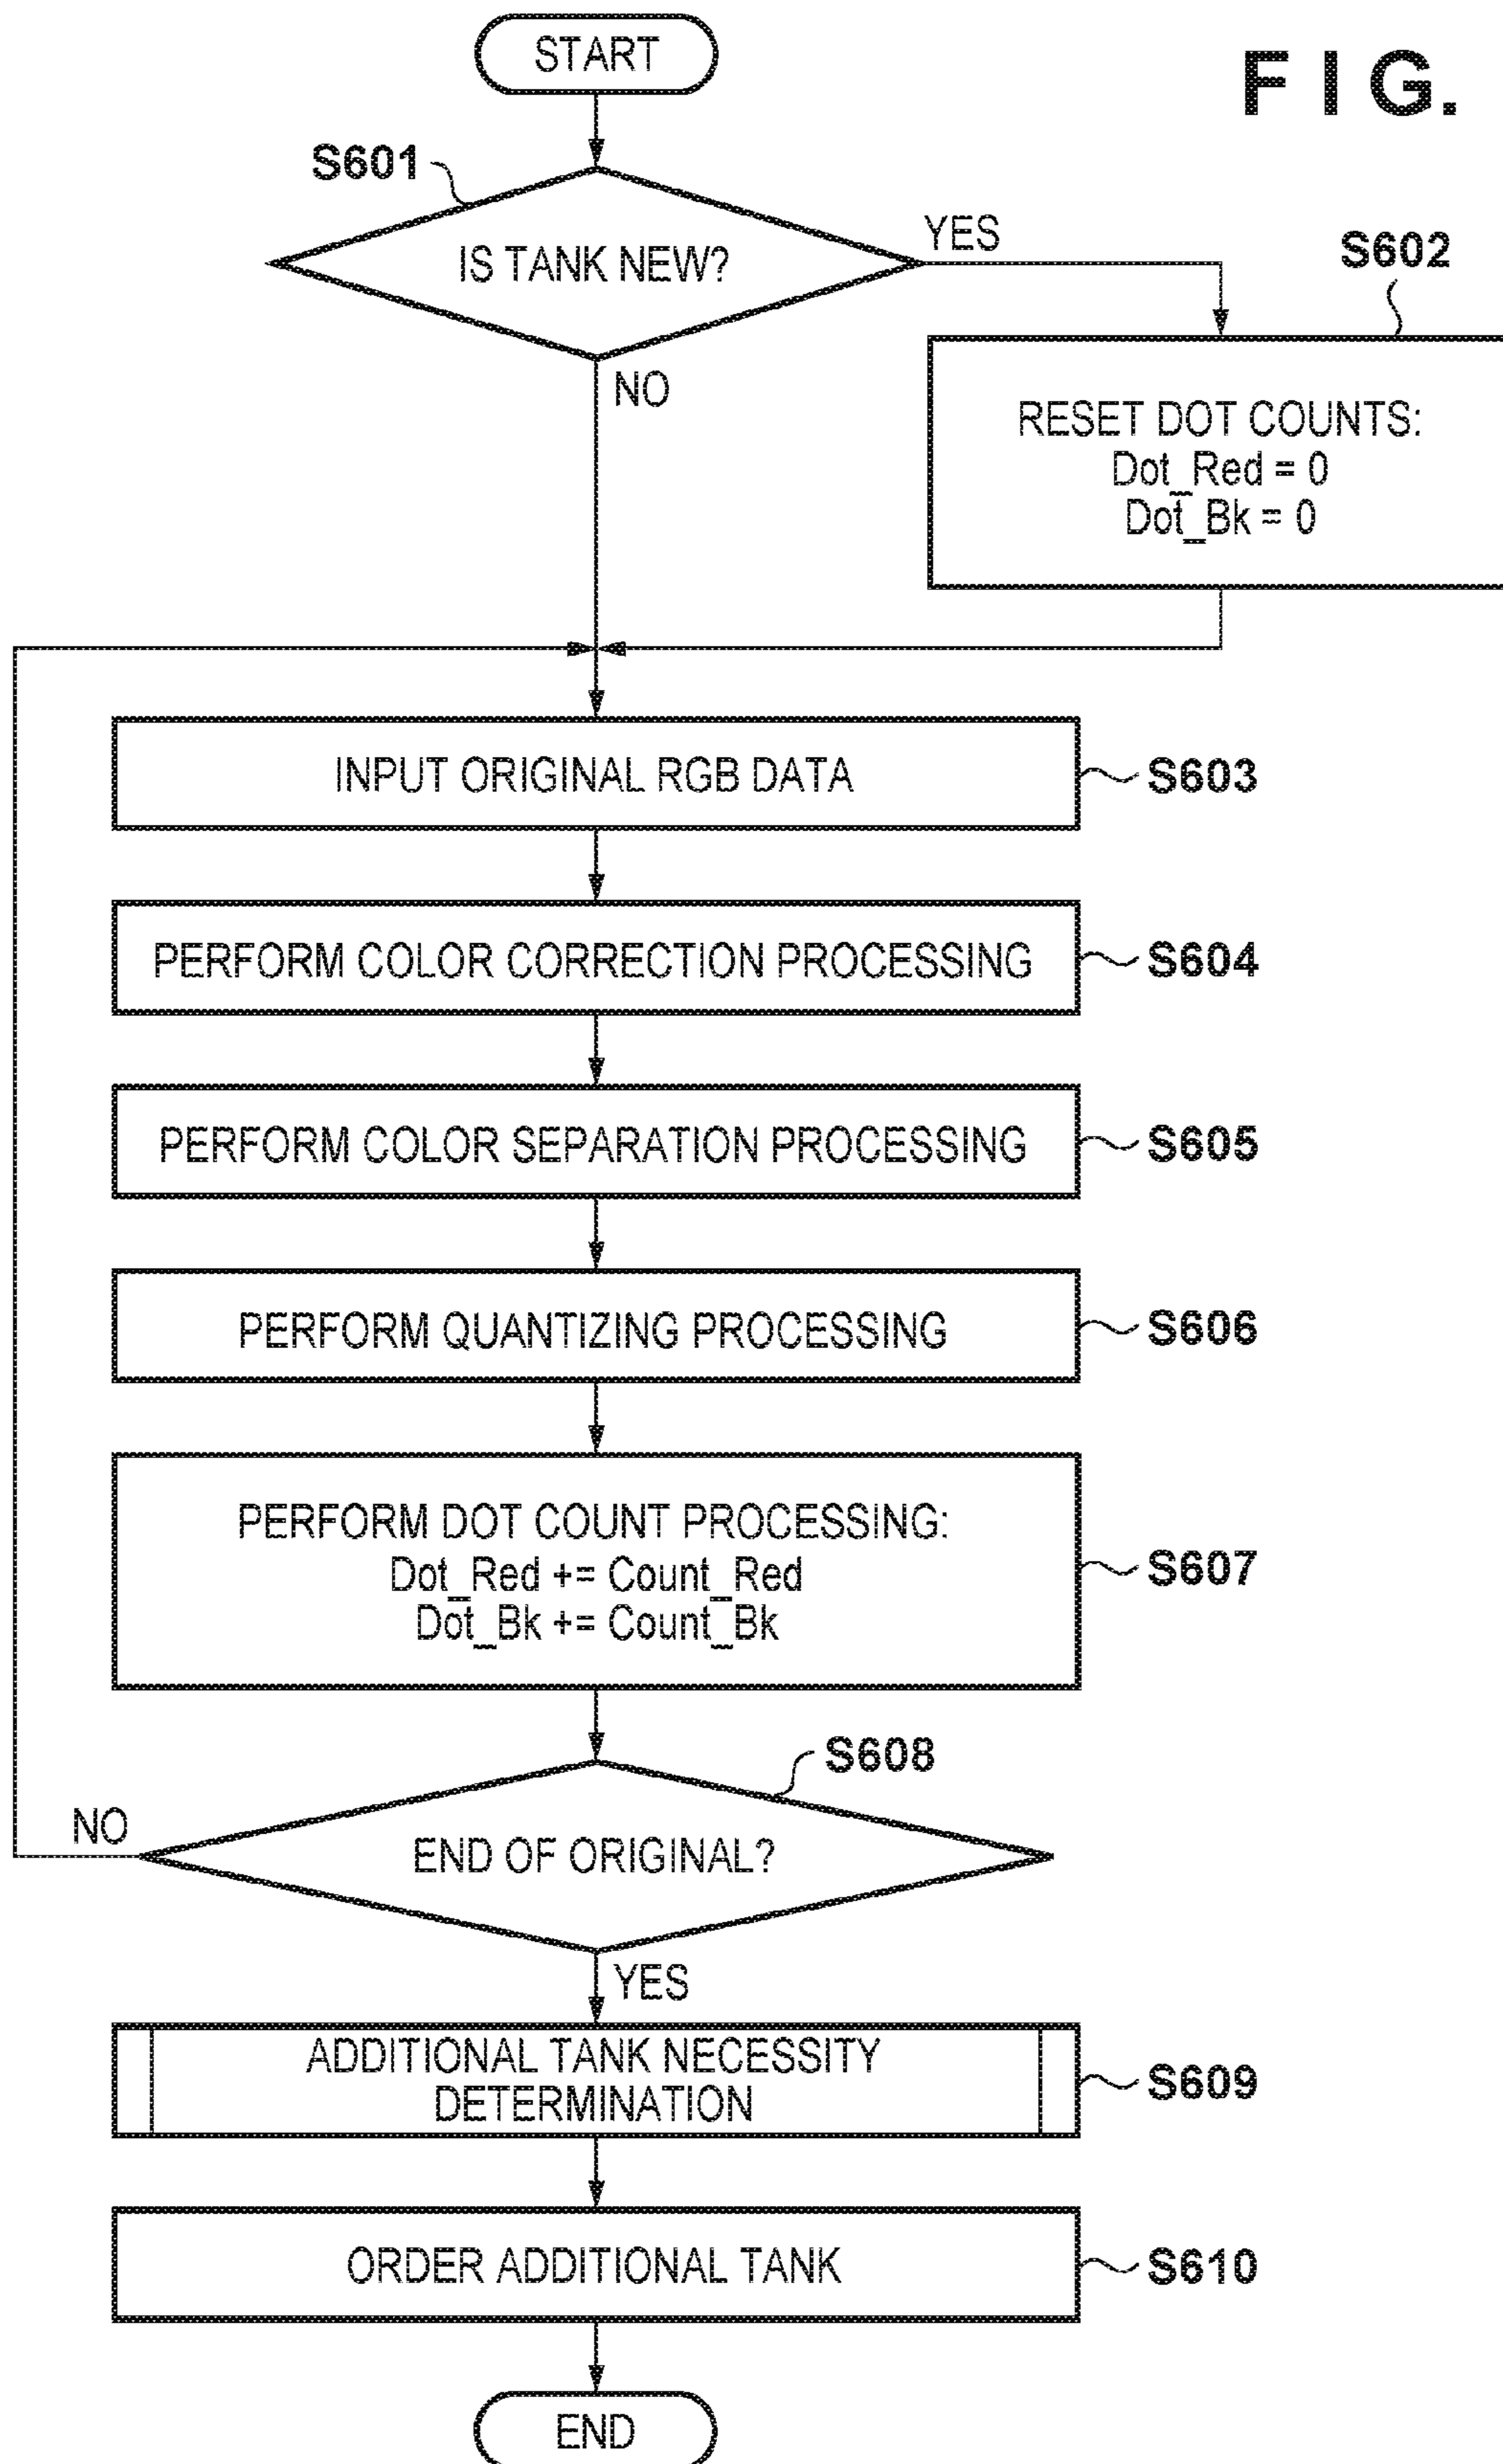 START
FIG.
S601
IS TANK NEW?
YES
S602
NO
RESET DOT COUNTS:
Dot_Red = 0
Dot_Bk = 0
INPUT ORIGINAL RGB DATA
S603
PERFORM COLOR CORRECTION PROCESSING
S604
PERFORM COLOR SEPARATION PROCESSING
S605
PERFORM QUANTIZING PROCESSING
S606
PERFORM DOT COUNT PROCESSING:
Dot_Red += Count_Red
Dot_Bk += Count_Bk
S607
S608
NO
END OF ORIGINAL?
YES
ADDITIONAL TANK NECESSITY
DETERMINATION
S609
ORDER ADDITIONAL TANK
S610
END